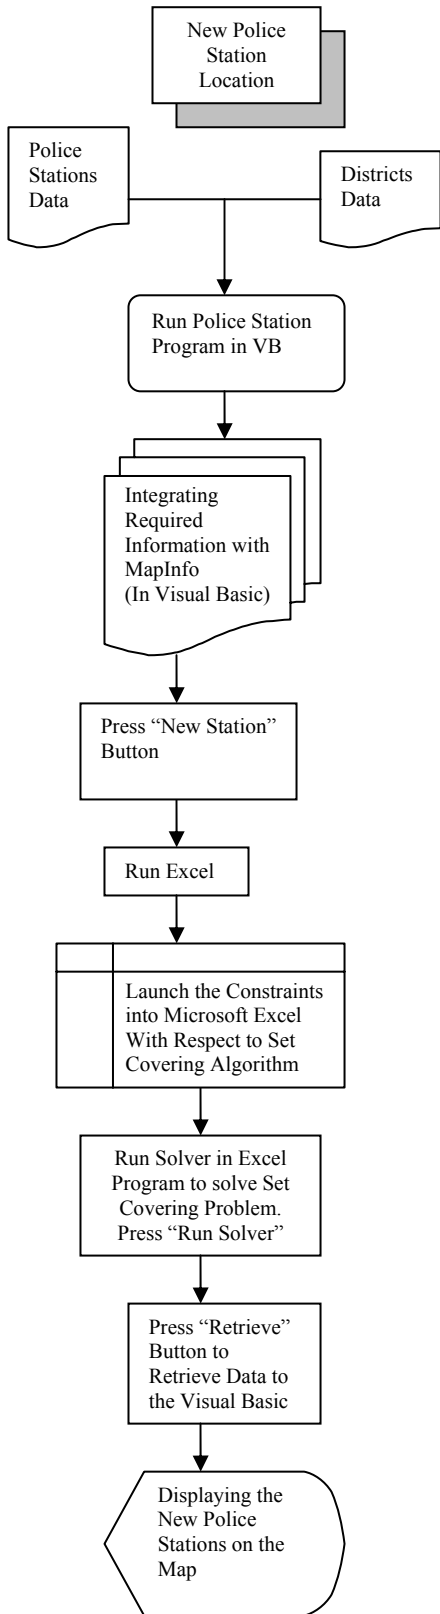 New Police
Station
Location
Police
Stations
Data
Districts
Data
Run Police Station
Program in VB
Integrating
Required
Information with
MapInfo
(In Visual Basic)
Press “New Station”
Button
Run Excel
Launch the Constraints
into Microsoft Excel
With Respect to Set
Covering Algorithm
Run Solver in Excel
Program to solve Set
Covering Problem.
Press “Run Solver”
Press “Retrieve”
Button to
Retrieve Data to
the Visual Basic
Displaying the
New Police
Stations on the
Map